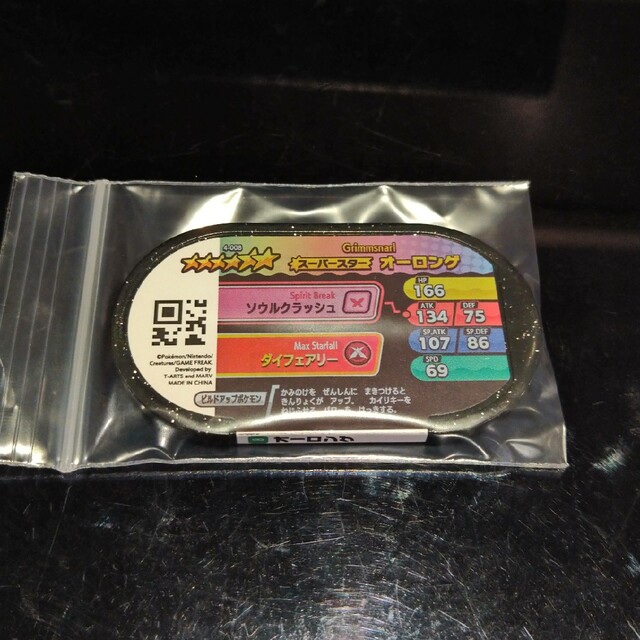 4-008
Grimmsnarl
スーパースター オーロンゲ
HP
166
Spirit Break
ソウルクラッシュ
ATK
134
DEF
75
SP.ATK
107
SP.DEF
86
Max Starfall
ダイフェアリー
SPD
69
©Pokémon/Nintendo/
Creatures/GAME FREAK
Developed by
T-ARTS and MARV
MADE IN CHINA
ビルドアップポケモン
かみのけを ぜんしんに まきつけると
きんりょくが アップ。 カイリキーを
オーロンゲ